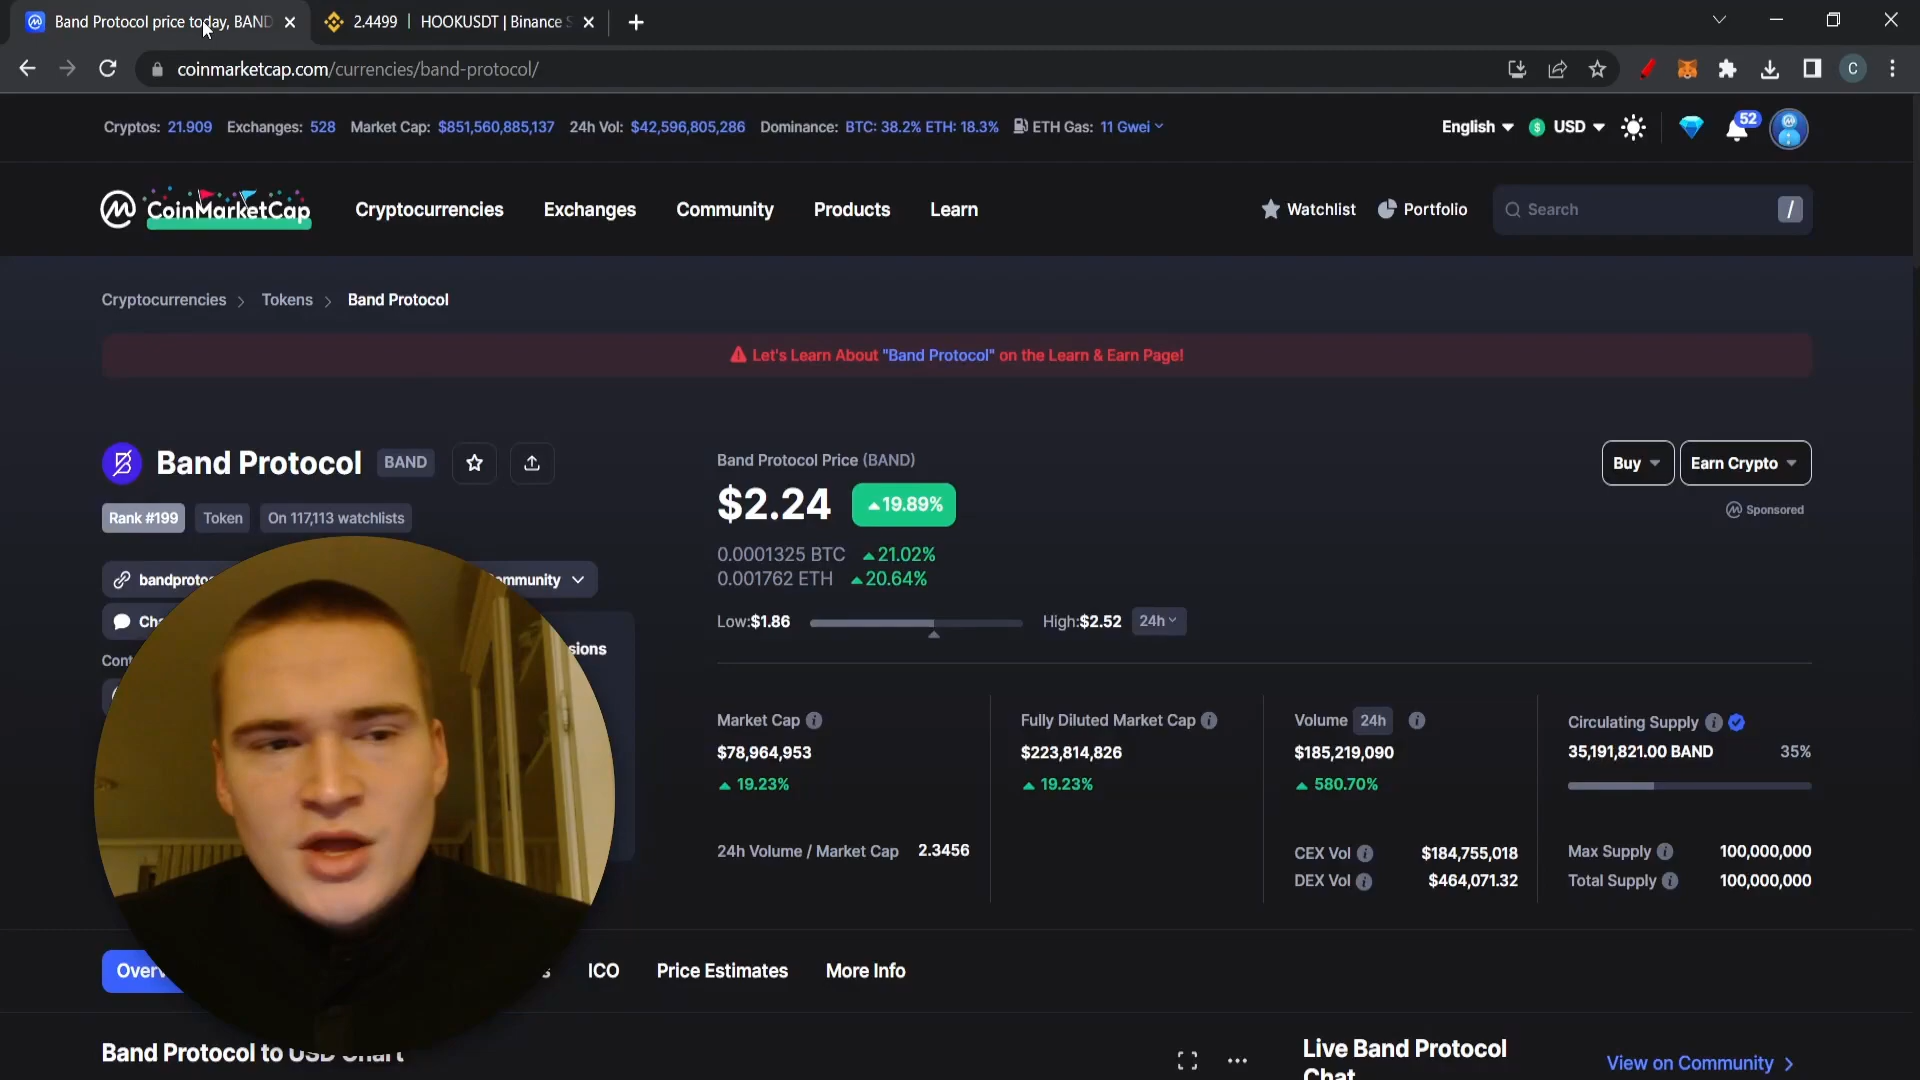 Band Protocol price today, BAND
2.4499 | HOOKUSDT | Binance S
coinmarketcap.com/currencies/band-protocol/
C
Cryptos: 21.909 Exchanges: 528 Market Cap: $851,560,885,137 24h Vol: $42,596,805,286 Dominance: BTC: 38.2% ETH: 18.3% ETH Gas: 11 Gwei
English USD 52
CoinMarketCap Cryptocurrencies Exchanges Community Products Learn
Watchlist Portfolio Search /
Cryptocurrencies > Tokens > Band Protocol
Let's Learn About "Band Protocol" on the Learn & Earn Page!
Band Protocol BAND
Rank #199 Token On 117,113 watchlists
Band Protocol Price (BAND)
$2.24 19.89%
0.0001325 BTC 21.02%
0.001762 ETH 20.64%
Low:$1.86 High:$2.52 24h
Buy Earn Crypto
Sponsored
Market Cap
$78,964,953
19.23%
24h Volume / Market Cap 2.3456
Fully Diluted Market Cap
$223,814,826
19.23%
Volume 24h
$185,219,090
580.70%
CEX Vol $184,755,018
DEX Vol $464,071.32
Circulating Supply
35,191,821.00 BAND 35%
Max Supply 100,000,000
Total Supply 100,000,000
ICO Price Estimates More Info
Band Protocol to USD Chart
Live Band Protocol
Chat
View on Community >